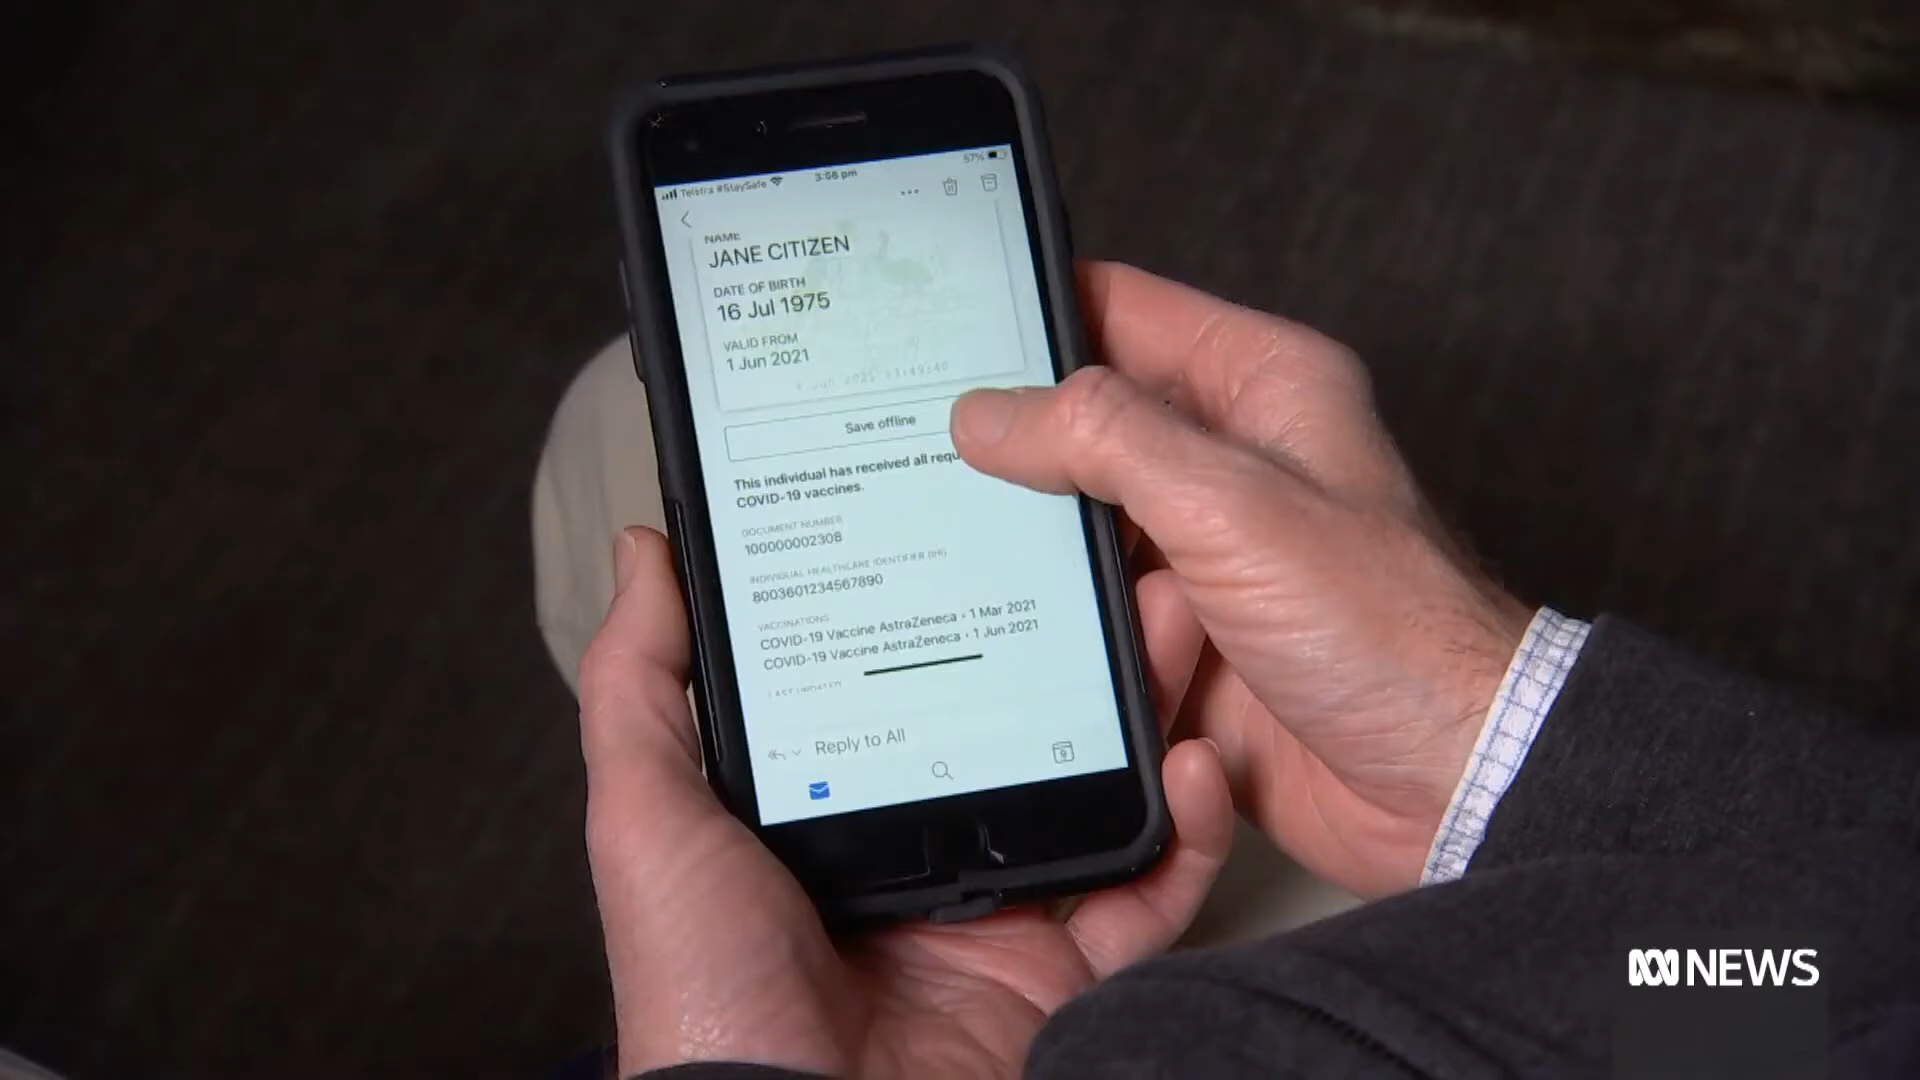 Telstra #StaySafe
3:56 pm
57%
NAME
JANE CITIZEN
DATE OF BIRTH
16 Jul 1975
VALID FROM
1 Jun 2021
Save offline
This individual has received all requ
COVID-19 vaccines.
DOCUMENT NUMBER
100000002308
INDIVIDUAL HEALTHCARE IDENTIFIER (IHI)
8003601234567890
VACCINATIONS
COVID-19 Vaccine AstraZeneca • 1 Mar 2021
COVID-19 Vaccine AstraZeneca • 1 Jun 2021
LAST UPDATED
Reply to All
NEWS